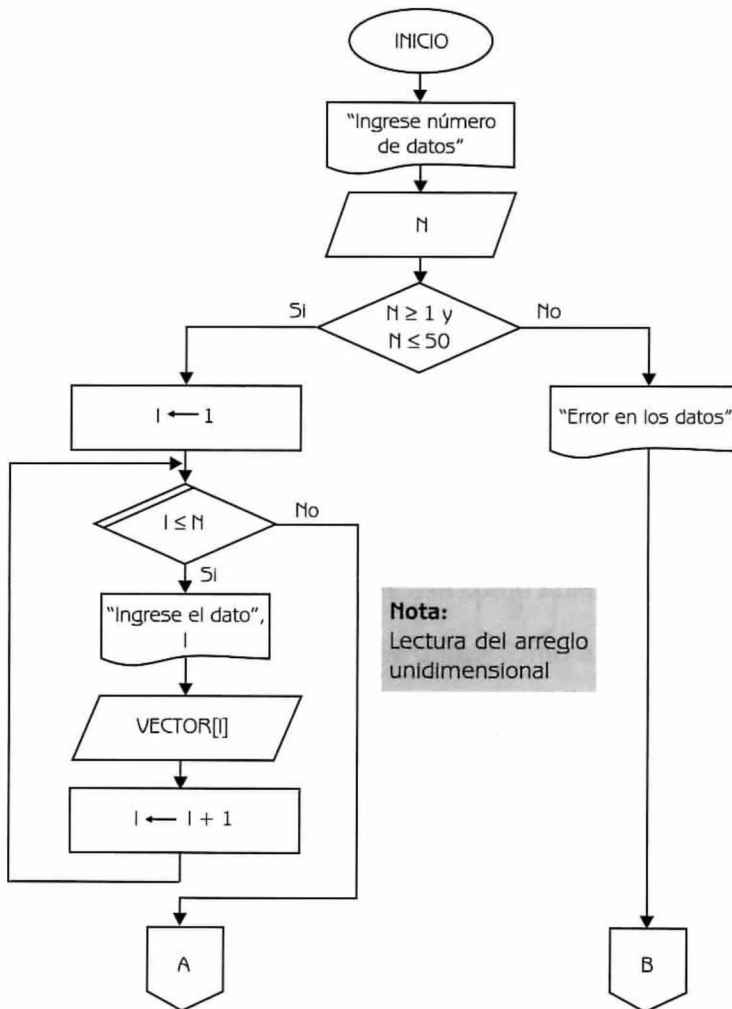 INICIO
"Ingrese número
de datos"
N
Si
N ≥ 1 y
N ≤ 50
No
I ← 1
"Error en los datos"
I ≤ N
No
Si
"Ingrese el dato",
I
Nota:
Lectura del arreglo
unidimensional
VECTOR[I]
I ← I + 1
A
B